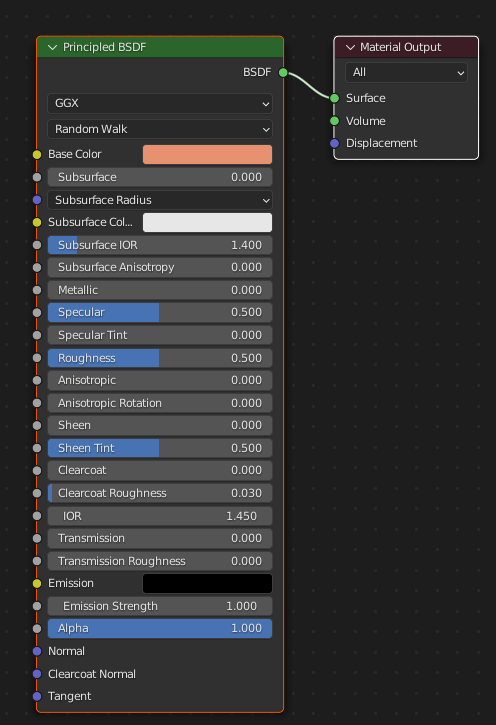 Principled BSDF
BSDF
GGX
Random Walk
Base Color
Subsurface 0.000
Subsurface Radius
Subsurface Col...
Subsurface IOR 1.400
Subsurface Anisotropy 0.000
Metallic 0.000
Specular 0.500
Specular Tint 0.000
Roughness 0.500
Anisotropic 0.000
Anisotropic Rotation 0.000
Sheen 0.000
Sheen Tint 0.500
Clearcoat 0.000
Clearcoat Roughness 0.030
IOR 1.450
Transmission 0.000
Transmission Roughness 0.000
Emission
Emission Strength 1.000
Alpha 1.000
Normal
Clearcoat Normal
Tangent
Material Output
All
Surface
Volume
Displacement